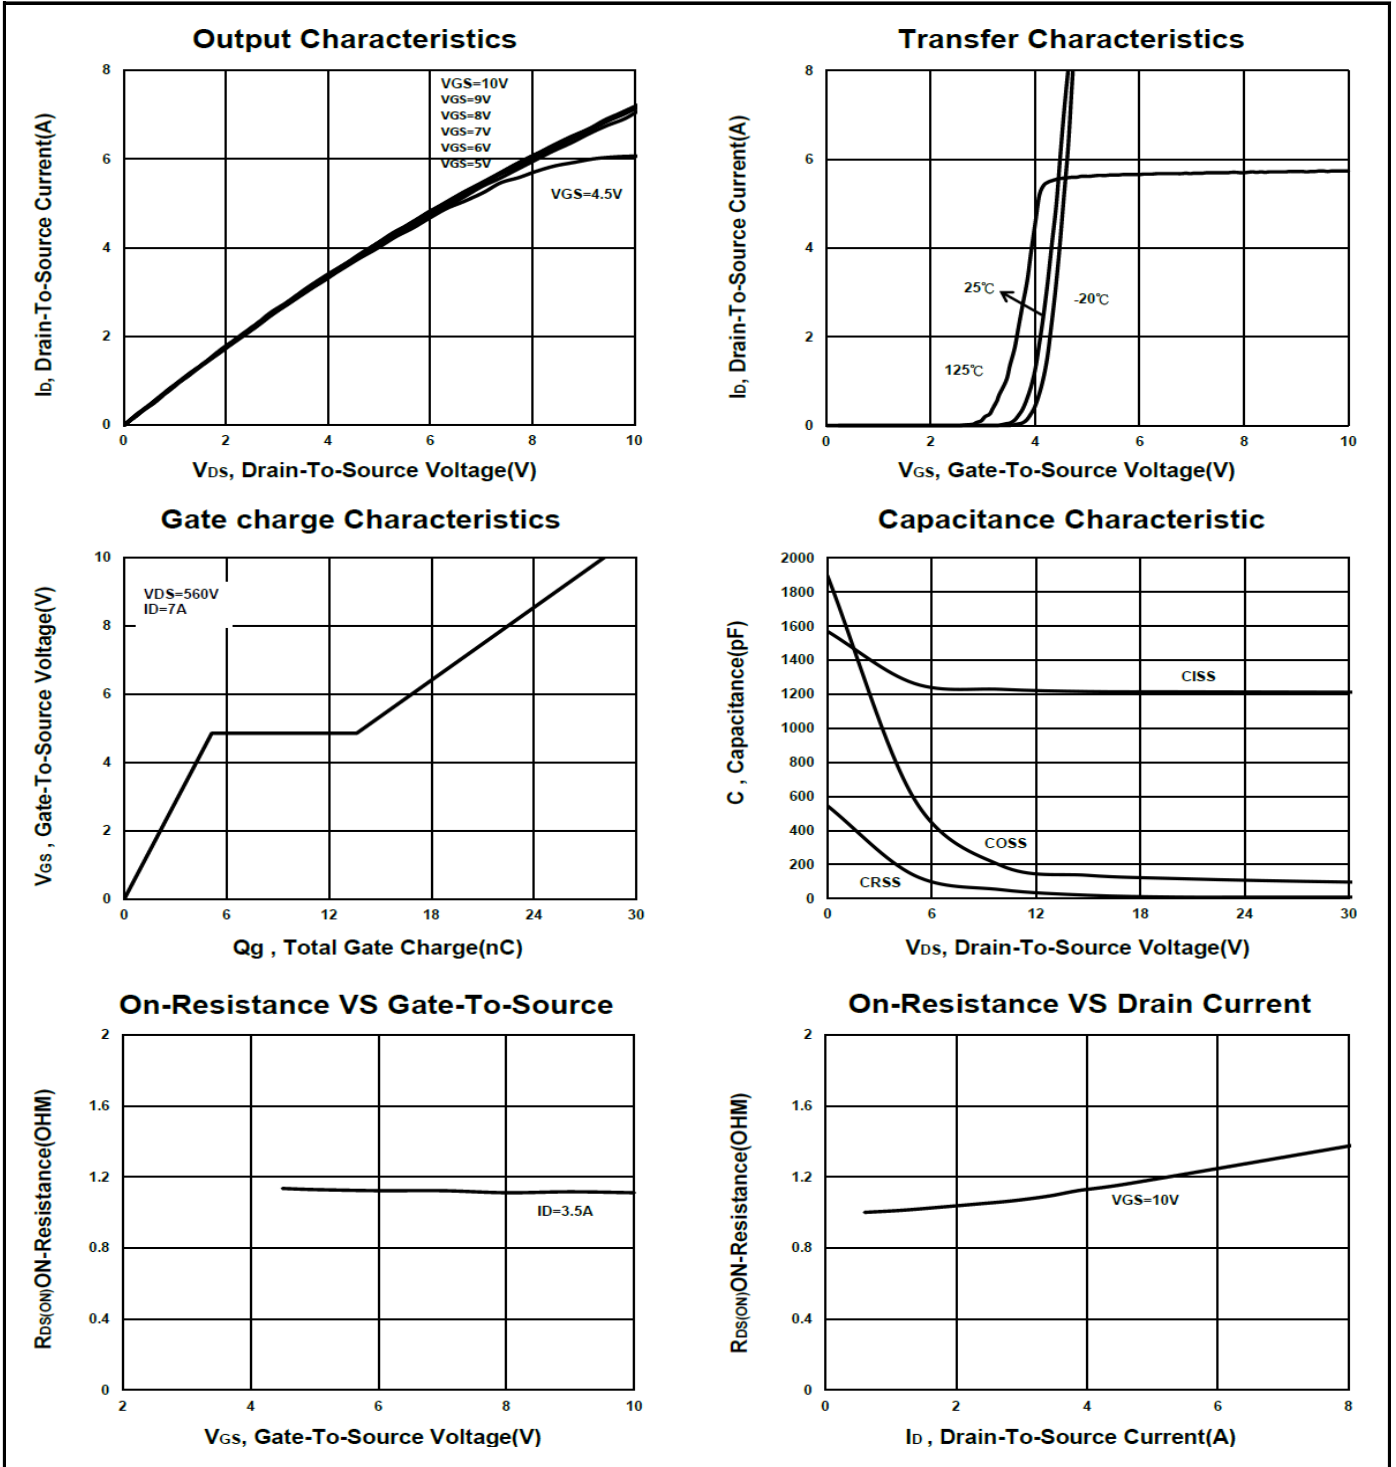 Output Characteristics
8
6
4
2
0
ID, Drain-To-Source Current(A)
VGS=10V
VGS=9V
VGS=8V
VGS=7V
VGS=6V
VGS=5V
VGS=4.5V
0 2 4 6 8 10
VDS, Drain-To-Source Voltage(V)
Transfer Characteristics
8
6
4
2
0
ID, Drain-To-Source Current(A)
25℃
-20℃
125℃
0 2 4 6 8 10
VGS, Gate-To-Source Voltage(V)
Gate charge Characteristics
10
8
6
4
2
0
VGS , Gate-To-Source Voltage(V)
VDS=560V
ID=7A
0 6 12 18 24 30
Qg , Total Gate Charge(nC)
Capacitance Characteristic
2000
1800
1600
1400
1200
1000
800
600
400
200
0
C , Capacitance(pF)
CISS
COSS
CRSS
0 6 12 18 24 30
VDS, Drain-To-Source Voltage(V)
On-Resistance VS Gate-To-Source
2
1.6
1.2
0.8
0.4
0
RDS(ON)ON-Resistance(OHM)
ID=3.5A
2 4 6 8 10
VGS, Gate-To-Source Voltage(V)
On-Resistance VS Drain Current
2
1.6
1.2
0.8
0.4
0
RDS(ON)ON-Resistance(OHM)
VGS=10V
0 2 4 6 8
ID , Drain-To-Source Current(A)